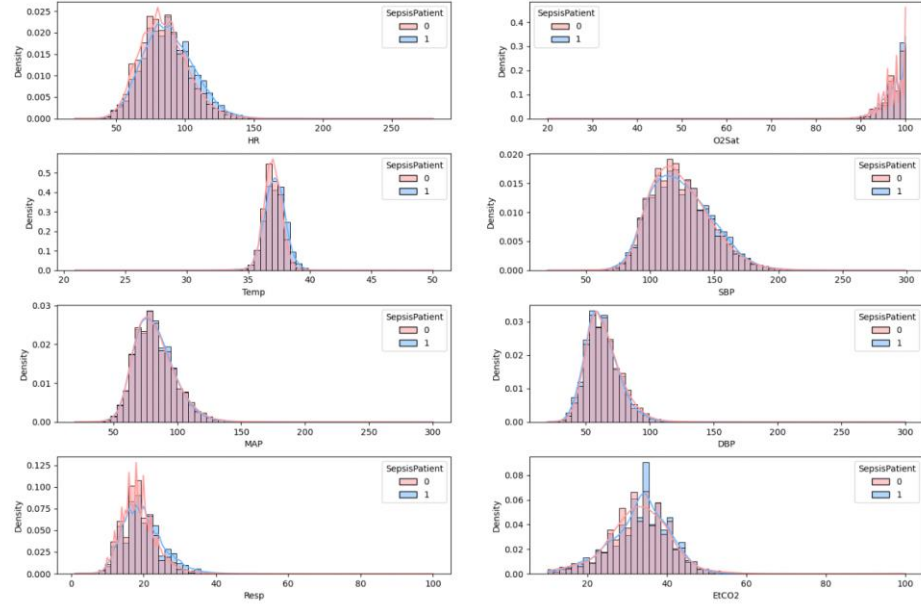 SepsisPatient
0
1
Density
0.025
0.020
0.015
0.010
0.005
0.000
50 100 150 200 250
HR
SepsisPatient
0
1
Density
0.4
0.3
0.2
0.1
0.0
20 30 40 50 60 70 80 90 100
O2Sat
SepsisPatient
0
1
Density
0.5
0.4
0.3
0.2
0.1
0.0
20 25 30 35 40 45 50
Temp
SepsisPatient
0
1
Density
0.020
0.015
0.010
0.005
0.000
50 100 150 200 250 300
SBP
SepsisPatient
0
1
Density
0.03
0.02
0.01
0.00
50 100 150 200 250 300
MAP
SepsisPatient
0
1
Density
0.03
0.02
0.01
0.00
50 100 150 200 250 300
DBP
SepsisPatient
0
1
Density
0.125
0.100
0.075
0.050
0.025
0.000
0 20 40 60 80 100
Resp
SepsisPatient
0
1
Density
0.08
0.06
0.04
0.02
0.00
20 40 60 80 100
EtCO2